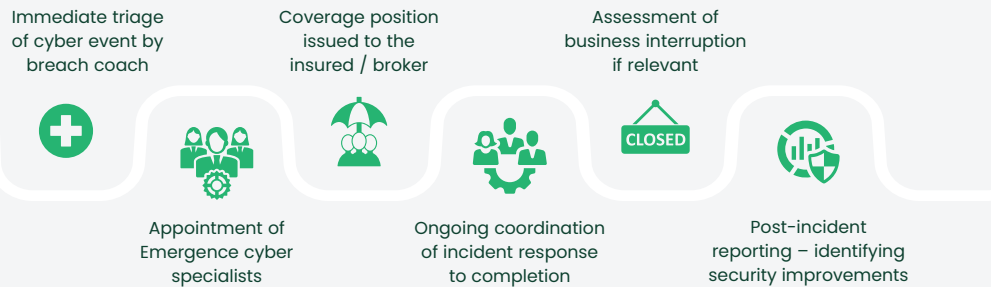 Immediate triage
of cyber event by
breach coach
Appointment of
Emergence cyber
specialists
Coverage position
issued to the
insured / broker
Ongoing coordination
of incident response
to completion
Assessment of
business interruption
if relevant
CLOSED
Post-incident
reporting – identifying
security improvements